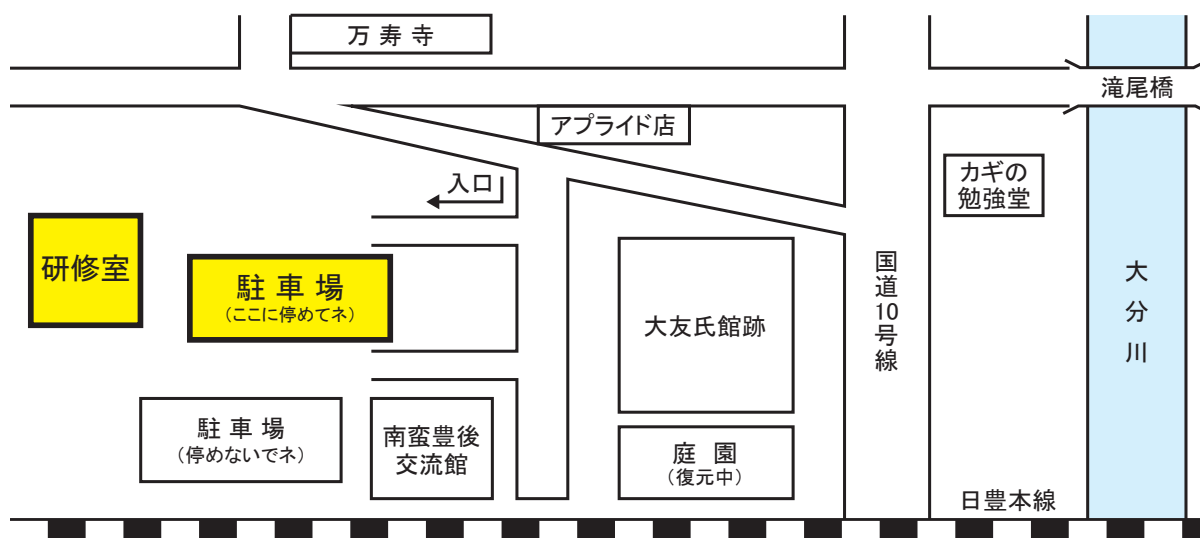 万寿寺
滝尾橋
アプライド店
カギの
勉強堂
入口
研修室
駐車場
(ここに停めてネ)
国道10号線
大分川
大友氏館跡
駐車場
(停めないでネ)
南蛮豊後
交流館
庭園
(復元中)
日豊本線